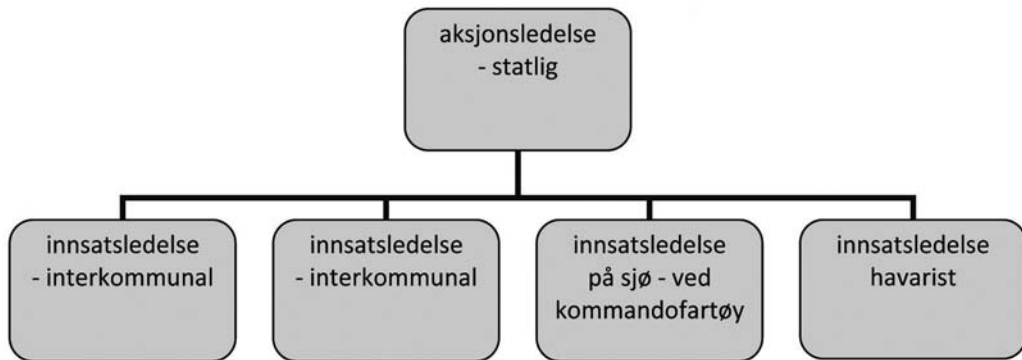 aksjonsledelse
- statlig
innsatsledelse
- interkommunal
innsatsledelse
- interkommunal
innsatsledelse
på sjø - ved
kommandofartøy
innsatsledelse
havarist